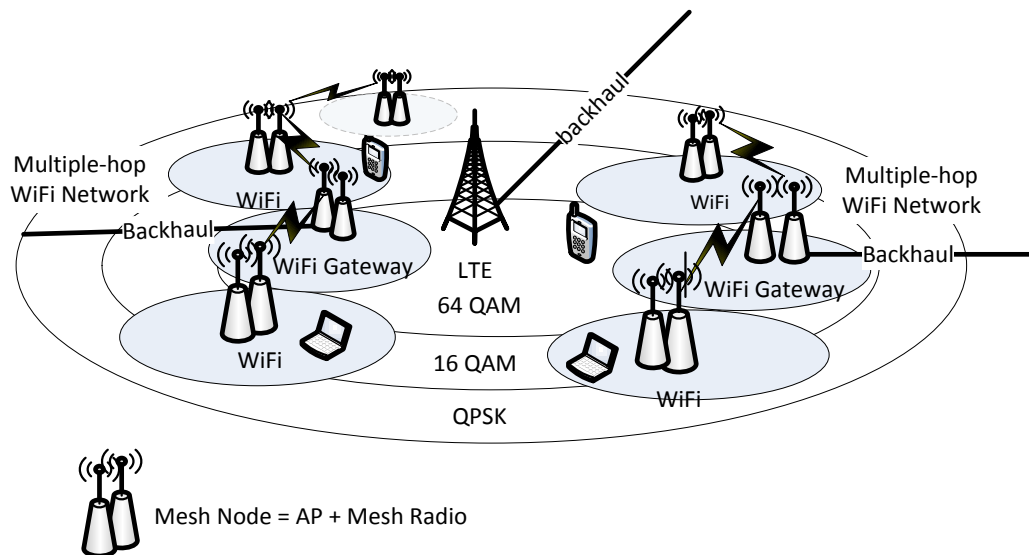 backhaul
Multiple-hop
WiFi Network
WiFi
Backhaul
WiFi Gateway
WiFi
LTE
64 QAM
16 QAM
QPSK
WiFi
Multiple-hop
WiFi Network
Backhaul
WiFi Gateway
WiFi
Mesh Node = AP + Mesh Radio